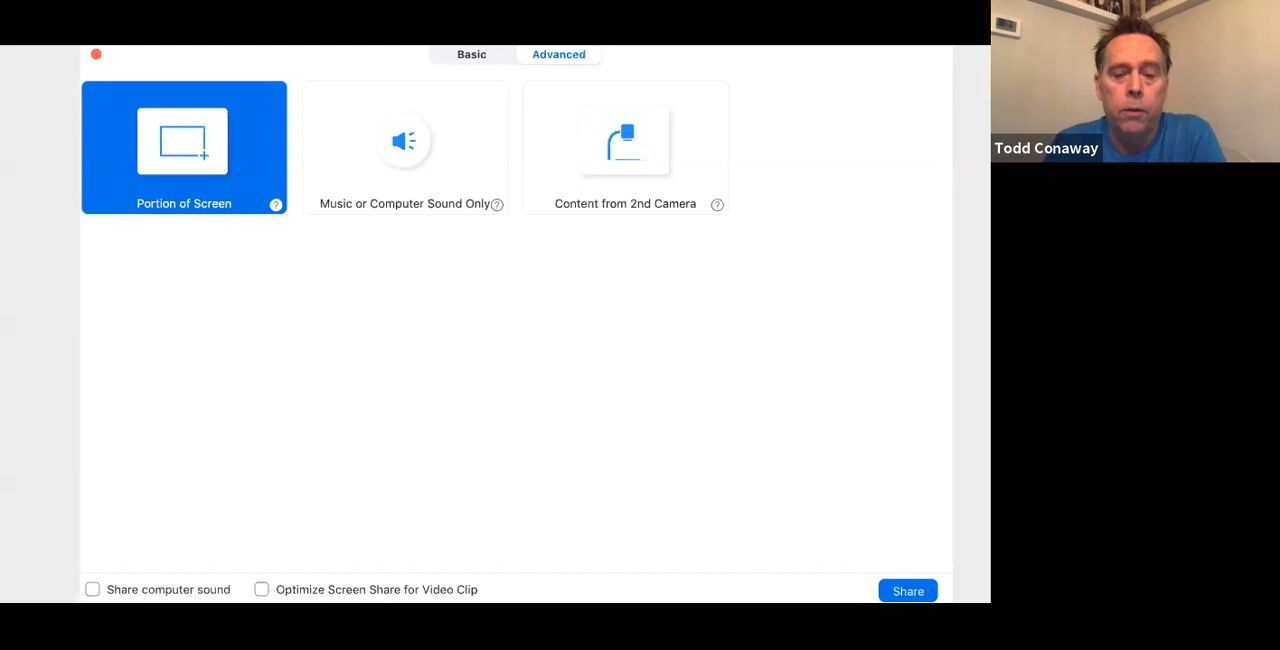 Basic
Advanced
Portion of Screen
?
Music or Computer Sound Only
?
Content from 2nd Camera
?
Share computer sound
Optimize Screen Share for Video Clip
Share
Todd Conaway